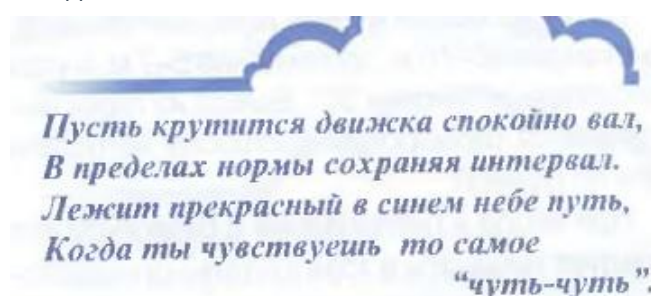 Пусть крутится движка спокойно вал,
В пределах нормы сохраняя интервал.
Лежит прекрасный в синем небе путь,
Когда ты чувствуешь то самое
“чуть-чуть”.